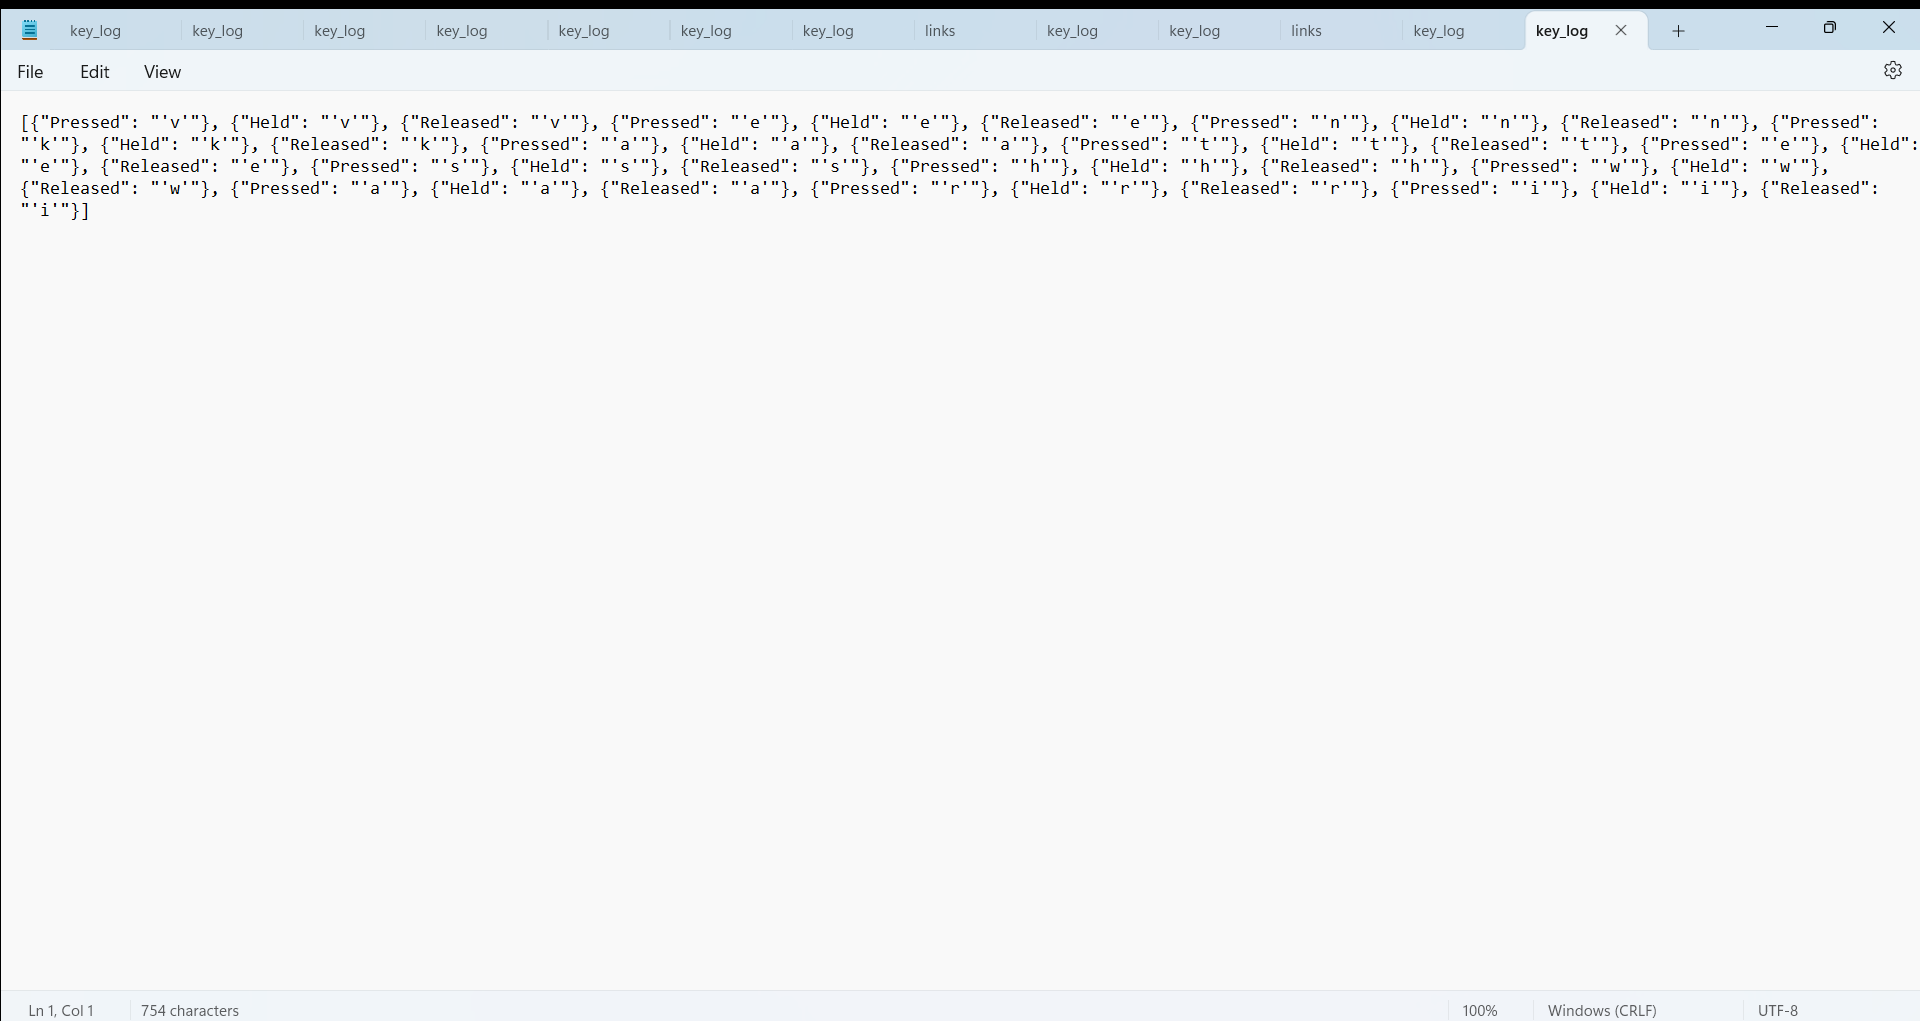 key_log key_log key_log key_log key_log key_log key_log links key_log key_log links key_log key_log
File Edit View
[{"Pressed": "'v'"}, {"Held": "'v'"}, {"Released": "'v'"}, {"Pressed": "'e'"}, {"Held": "'e'"}, {"Released": "'e'"}, {"Pressed": "'n'"}, {"Held": "'n'"}, {"Released": "'n'"}, {"Pressed":
"'k'"}, {"Held": "'k'"}, {"Released": "'k'"}, {"Pressed": "'a'"}, {"Held": "'a'"}, {"Released": "'a'"}, {"Pressed": "'t'"}, {"Held": "'t'"}, {"Released": "'t'"}, {"Pressed": "'e'"}, {"Held":
"'e'"}, {"Released": "'e'"}, {"Pressed": "'s'"}, {"Held": "'s'"}, {"Released": "'s'"}, {"Pressed": "'h'"}, {"Held": "'h'"}, {"Released": "'h'"}, {"Pressed": "'w'"}, {"Held": "'w'"},
{"Released": "'w'"}, {"Pressed": "'a'"}, {"Held": "'a'"}, {"Released": "'a'"}, {"Pressed": "'r'"}, {"Held": "'r'"}, {"Released": "'r'"}, {"Pressed": "'i'"}, {"Held": "'i'"}, {"Released":
"'i'"}]
Ln 1, Col 1 754 characters 100% Windows (CRLF) UTF-8